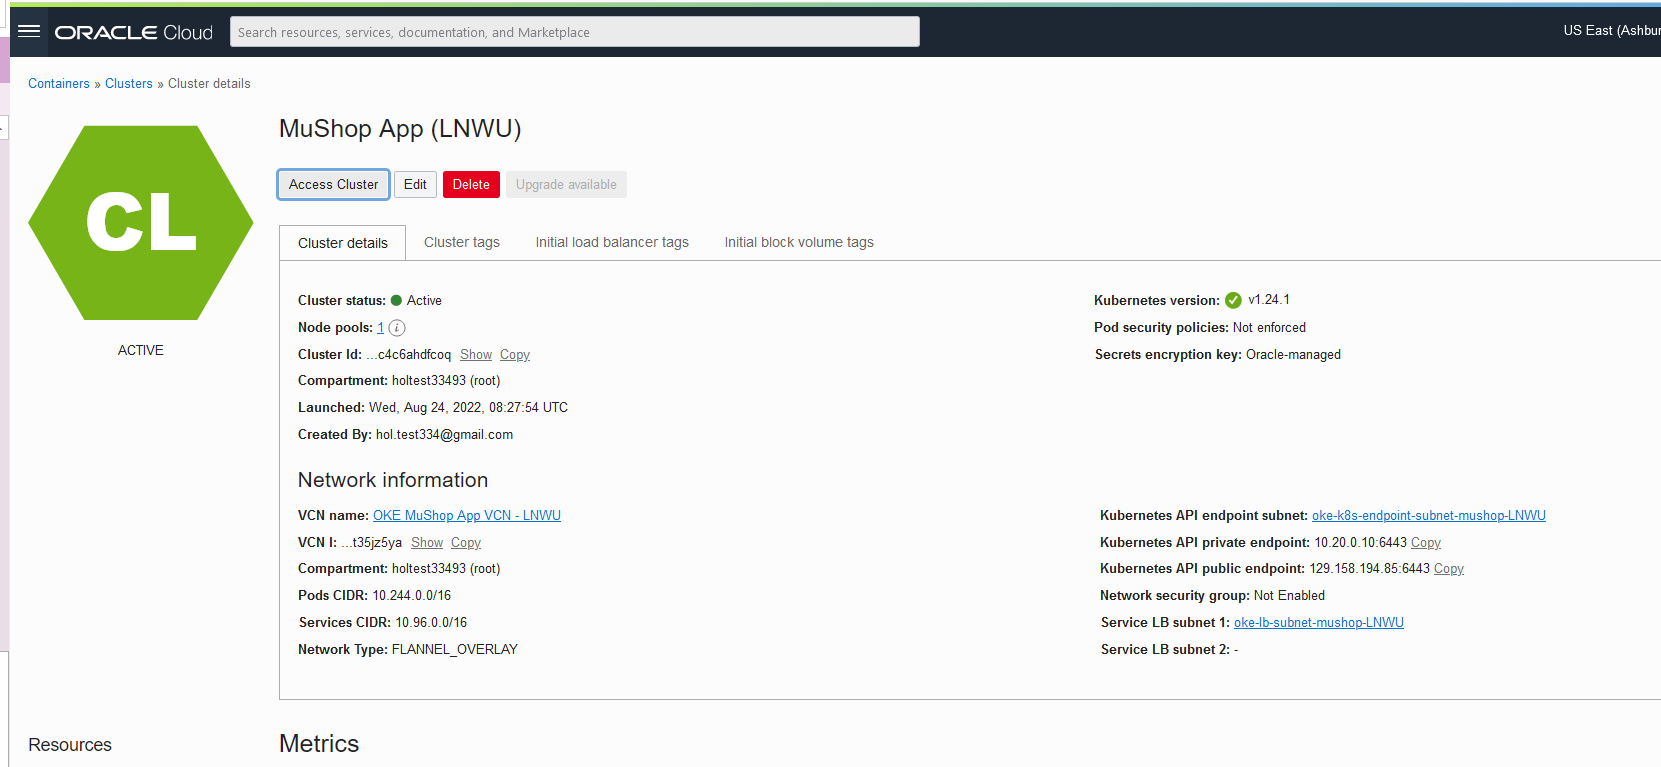 ORACLE Cloud
Search resources, services, documentation, and Marketplace
US East (Ashbur
Containers » Clusters » Cluster details
CL
ACTIVE
MuShop App (LNWU)
Access Cluster Edit Delete Upgrade available
Cluster details Cluster tags Initial load balancer tags Initial block volume tags
Cluster status: Active
Node pools: 1 i
Cluster Id: ...c4c6ahdfcoq Show Copy
Compartment: holtest33493 (root)
Launched: Wed, Aug 24, 2022, 08:27:54 UTC
Created By: hol.test334@gmail.com
Kubernetes version: v1.24.1
Pod security policies: Not enforced
Secrets encryption key: Oracle-managed
Network information
VCN name: OKE MuShop App VCN - LNWU
VCN I: ...t35jz5ya Show Copy
Compartment: holtest33493 (root)
Pods CIDR: 10.244.0.0/16
Services CIDR: 10.96.0.0/16
Network Type: FLANNEL_OVERLAY
Kubernetes API endpoint subnet: oke-k8s-endpoint-subnet-mushop-LNWU
Kubernetes API private endpoint: 10.20.0.10:6443 Copy
Kubernetes API public endpoint: 129.158.194.85:6443 Copy
Network security group: Not Enabled
Service LB subnet 1: oke-lb-subnet-mushop-LNWU
Service LB subnet 2: -
Resources
Metrics